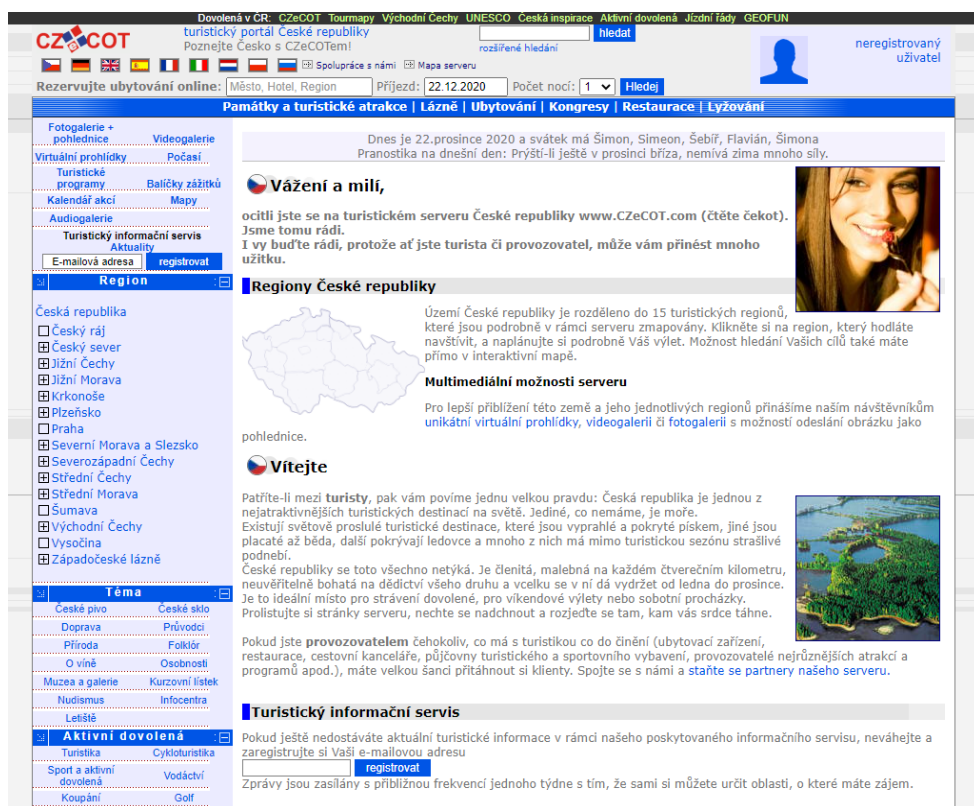 Dovolená v ČR: CZeCOT Tourmapy Východní Čechy UNESCO Česká inspirace Aktivní dovolená Jízdní řády GEOFUN
CZeCOT
turistický portál České republiky
Poznejte Česko s CZeCOTem!
hledat
rozšířené hledání
neregistrovaný
uživatel
Spolupráce s námi Mapa serveru
Rezervujte ubytování online: Město, Hotel, Region Příjezd: 22.12.2020 Počet nocí: 1 Hledej
Památky a turistické atrakce | Lázně | Ubytování | Kongresy | Restaurace | Lyžování
Fotogalerie +
pohlednice Videogalerie
Virtuální prohlídky Počasí
Turistické
programy Balíčky zážitků
Kalendář akcí Mapy
Audiogalerie
Turistický informační servis
Aktuality
E-mailová adresa registrovat
Region
Česká republika
Český ráj
Český sever
Jižní Čechy
Jižní Morava
Krkonoše
Plzeňsko
Praha
Severní Morava a Slezsko
Severozápadní Čechy
Střední Čechy
Střední Morava
Šumava
Východní Čechy
Vysočina
Západočeské lázně
Téma
České pivo České sklo
Doprava Průvodci
Příroda Folklór
O víně Osobnosti
Muzea a galerie Kurzovní lístek
Nudismus Infocentra
Letiště
Aktivní dovolená
Turistika Cykloturistika
Sport a aktivní
dovolená Vodáctví
Koupání Golf
Dnes je 22.prosince 2020 a svátek má Šimon, Simeon, Šebíř, Flavián, Šimona
Pranostika na dnešní den: Prýští-li ještě v prosinci bříza, nemívá zima mnoho síly.
Vážení a milí,
ocitli jste se na turistickém serveru České republiky www.CZeCOT.com (čtěte čekot).
Jsme tomu rádi.
I vy buďte rádi, protože ať jste turista či provozovatel, může vám přinést mnoho
užitku.
Regiony České republiky
Území České republiky je rozděleno do 15 turistických regionů,
které jsou podrobně v rámci serveru zmapovány. Klikněte si na region, který hodláte
navštívit, a naplánujte si podrobně Váš výlet. Možnost hledání Vašich cílů také máte
přímo v interaktivní mapě.
Multimediální možnosti serveru
Pro lepší přiblížení této země a jeho jednotlivých regionů přinášíme naším návštěvníkům
unikátní virtuální prohlídky, videogalerii či fotogalerii s možností odeslání obrázku jako
pohlednice.
Vítejte
Patříte-li mezi turisty, pak vám povíme jednu velkou pravdu: Česká republika je jednou z
nejatraktivnějších turistických destinací na světě. Jediné, co nemáme, je moře.
Existují světově proslulé turistické destinace, které jsou vyprahlé a pokryté pískem, jiné jsou
placaté až běda, další pokrývají ledovce a mnoho z nich má mimo turistickou sezónu strašlivé
podnebí.
České republiky se toto všechno netýká. Je členitá, malebná na každém čtverečním kilometru,
neuvěřitelně bohatá na dědictví všeho druhu a vcelku se v ní dá vydržet od ledna do prosince.
Je to ideální místo pro strávení dovolené, pro víkendové výlety nebo sobotní procházky.
Prolistujte si stránky serveru, nechte se nadchnout a rozjeďte se tam, kam vás srdce táhne.
Pokud jste provozovatelem čehokoliv, co má s turistikou co do činění (ubytovací zařízení,
restaurace, cestovní kanceláře, půjčovny turistického a sportovního vybavení, provozovatelé nejrůznějších atrakcí a
programů apod.), máte velkou šanci přitáhnout si klienty. Spojte se s námi a staňte se partnery našeho serveru.
Turistický informační servis
Pokud ještě nedostáváte aktuální turistické informace v rámci našeho poskytovaného informačního servisu, neváhejte a
zaregistrujte si Vaši e-mailovou adresu
registrovat
Zprávy jsou zasílány s přibližnou frekvencí jednoho týdne s tím, že sami si můžete určit oblasti, o které máte zájem.